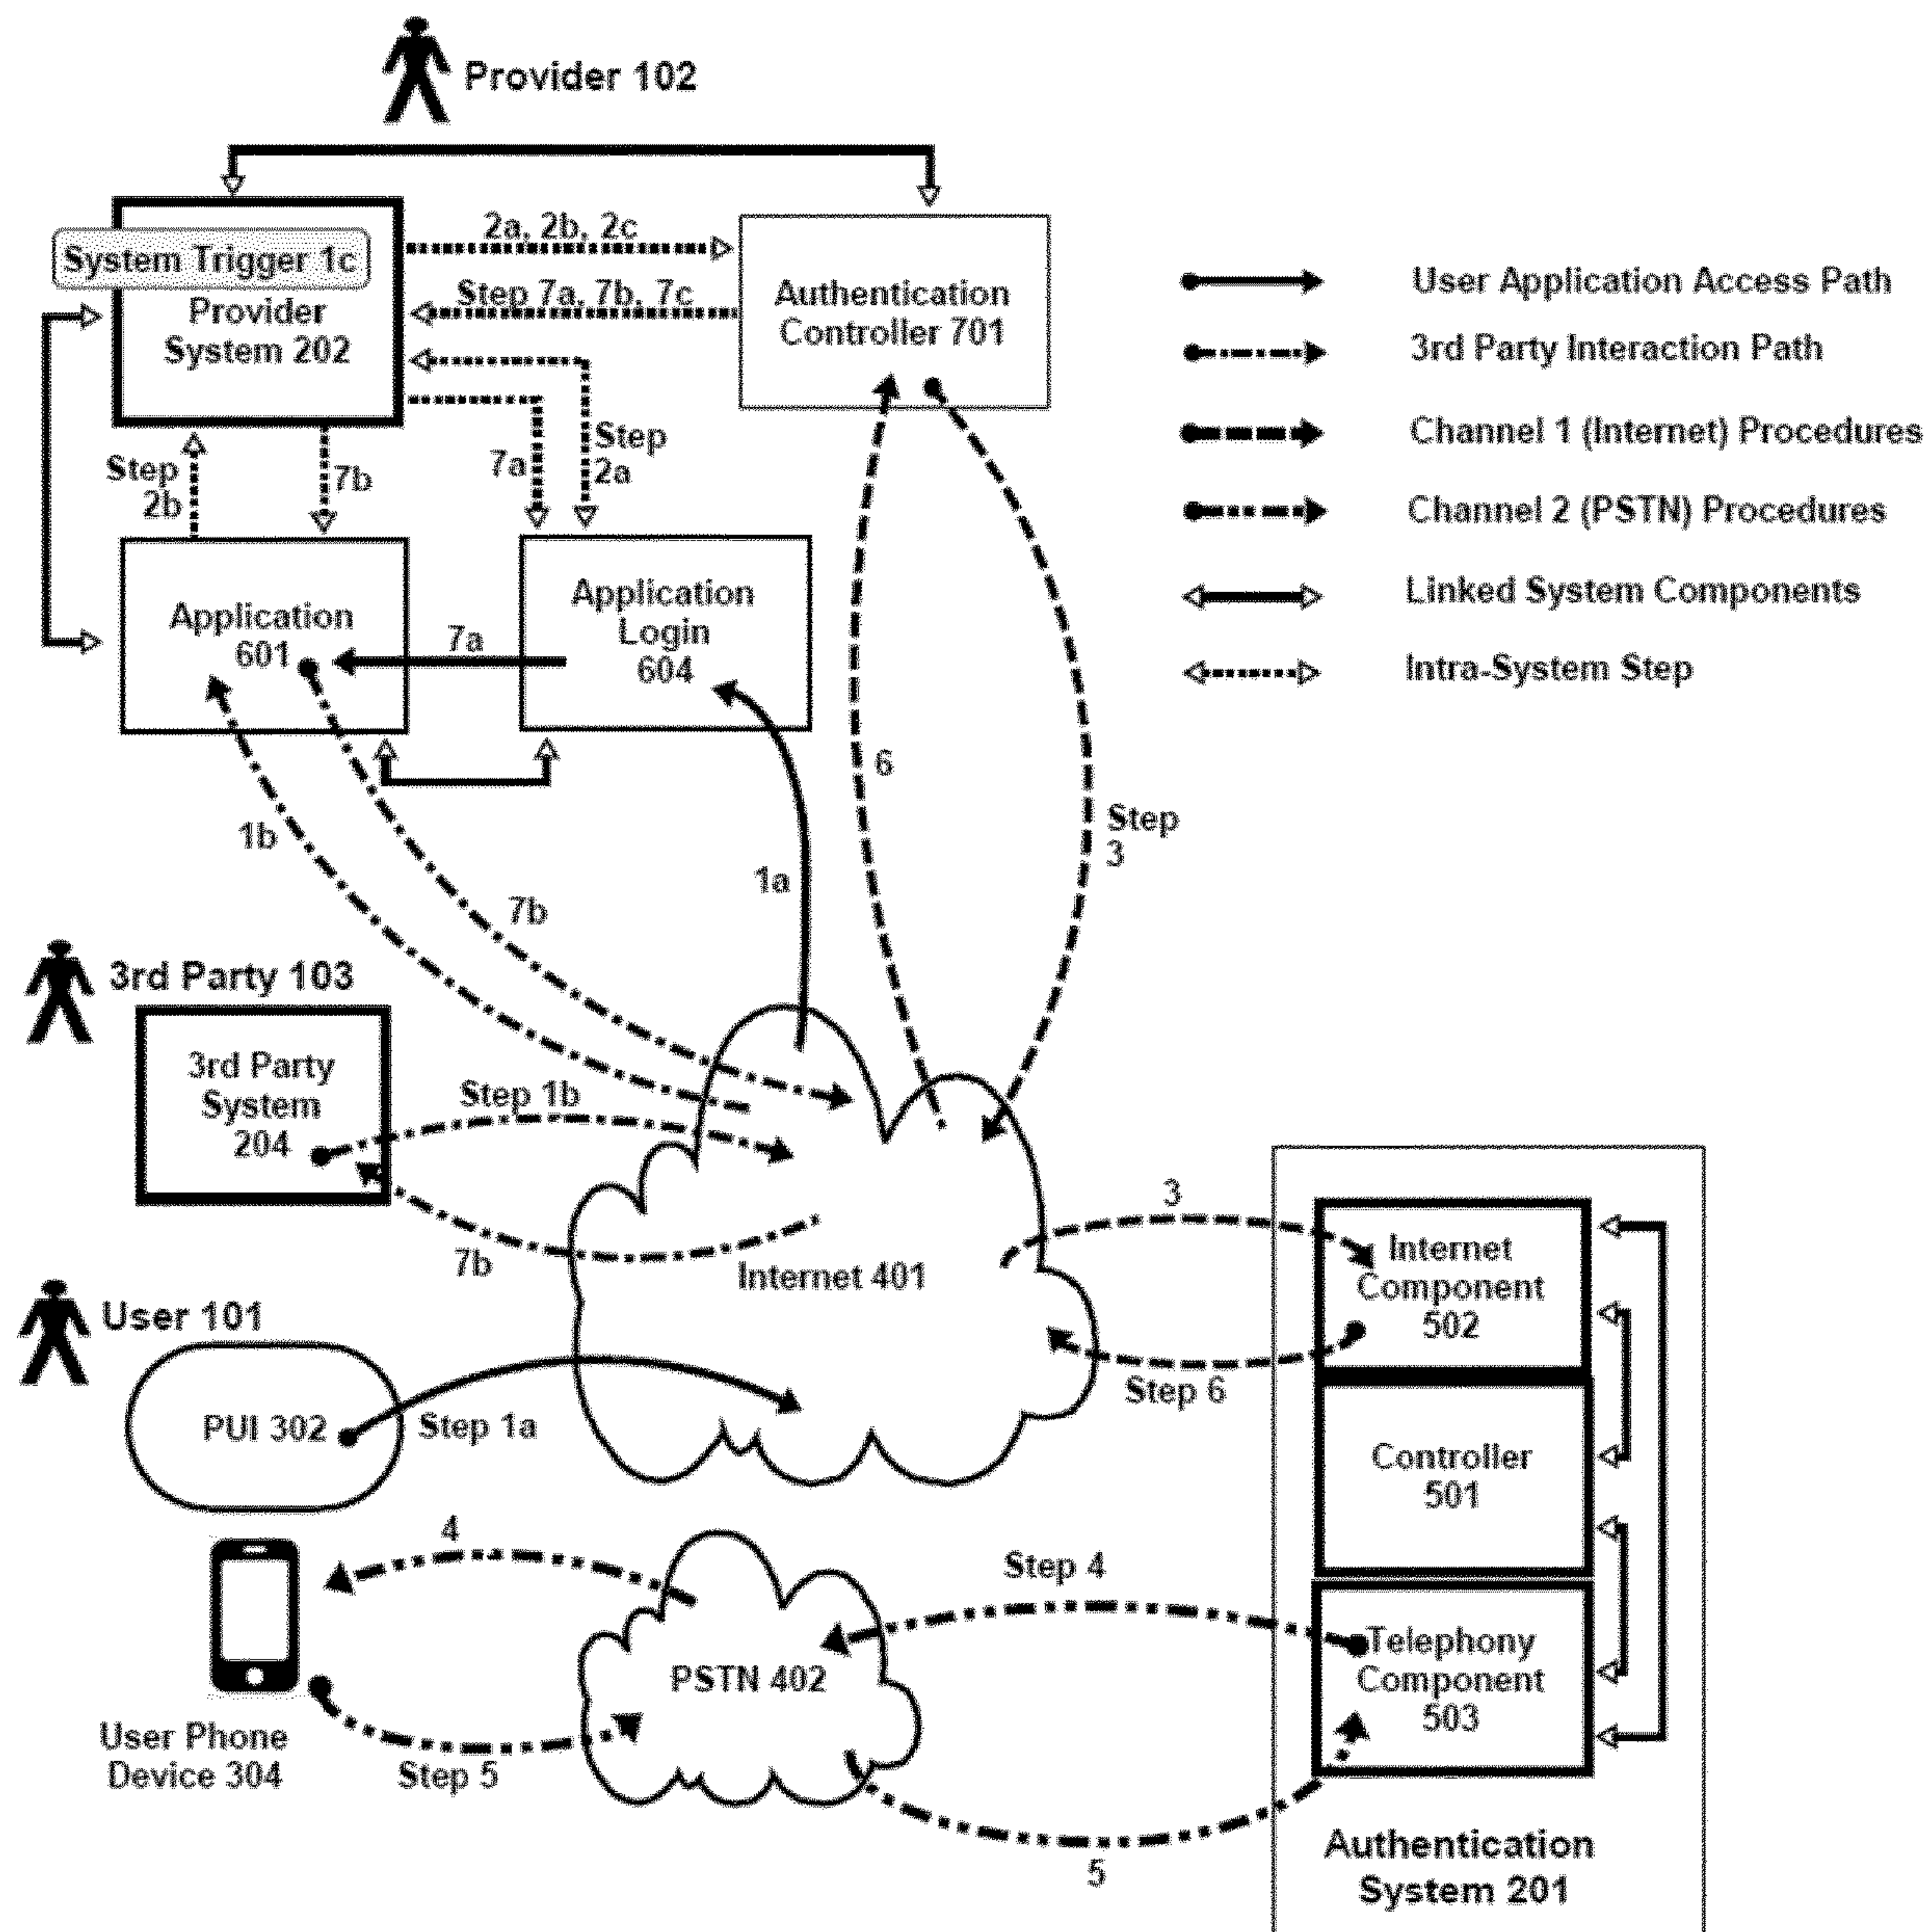 Provider 102
System Trigger 1c
Provider
System 202
2a, 2b, 2c
Step 7a, 7b, 7c
Authentication
Controller 701
User Application Access Path
3rd Party Interaction Path
Channel 1 (Internet) Procedures
Channel 2 (PSTN) Procedures
Linked System Components
Intra-System Step
Step
2b
7b
7a
Step
2a
Application
601
7a
Application
Login
604
1b
7b
1a
6
Step
3
3rd Party 103
3rd Party
System
204
Step 1b
7b
Internet 401
3
Step 6
User 101
PUI 302
Step 1a
Internet
Component
502
Controller
501
4
Step 4
PSTN 402
Telephony
Component
503
User Phone
Device 304
Step 5
5
Authentication
System 201